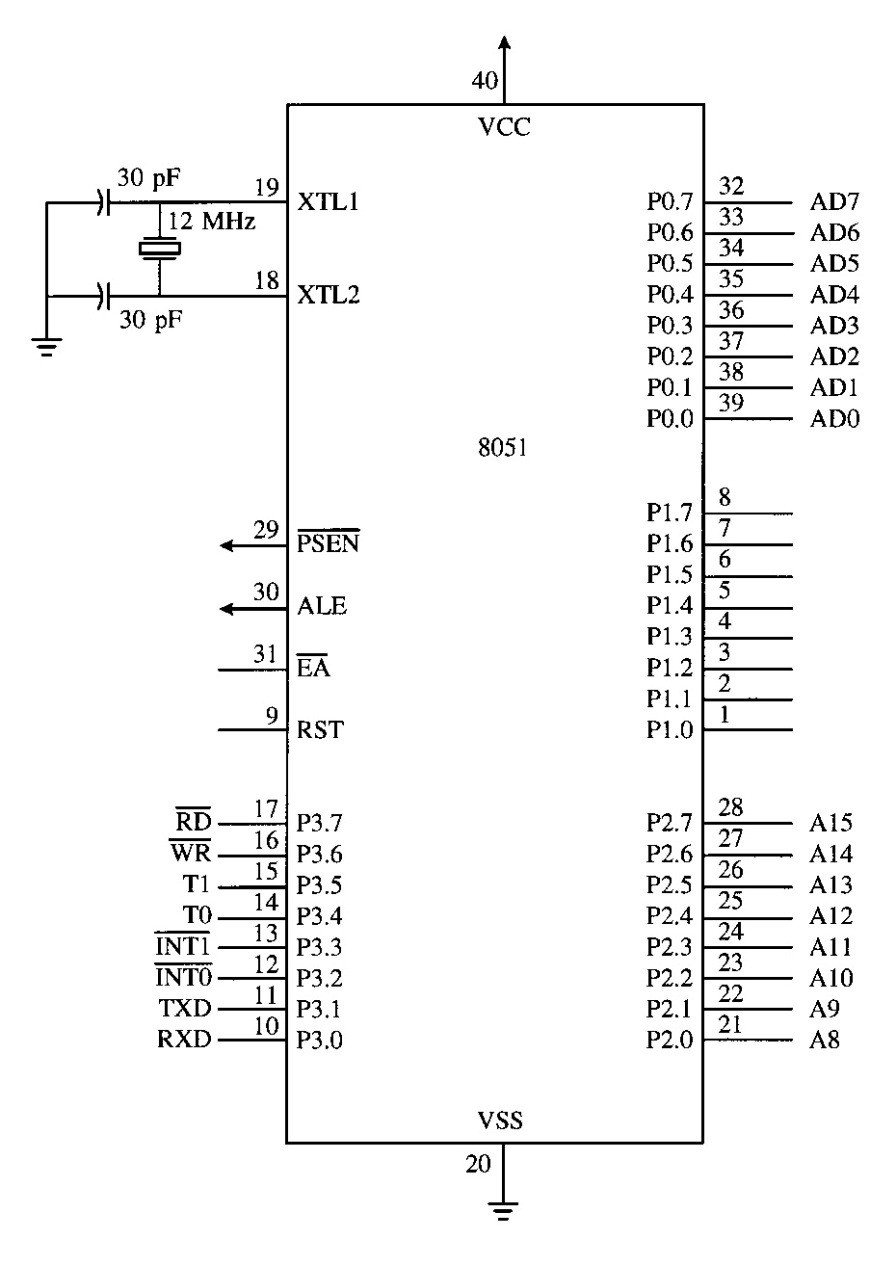 40
VCC
30 pF
19 XTL1
12 MHz
18 XTL2
30 pF
P0.7 32 AD7
P0.6 33 AD6
P0.5 34 AD5
P0.4 35 AD4
P0.3 36 AD3
P0.2 37 AD2
P0.1 38 AD1
P0.0 39 AD0
8051
29 PSEN
30 ALE
31 EA
9 RST
P1.7 8
P1.6 7
P1.5 6
P1.4 5
P1.3 4
P1.2 3
P1.1 2
P1.0 1
RD 17 P3.7
WR 16 P3.6
T1 15 P3.5
T0 14 P3.4
INT1 13 P3.3
INT0 12 P3.2
TXD 11 P3.1
RXD 10 P3.0
P2.7 28 A15
P2.6 27 A14
P2.5 26 A13
P2.4 25 A12
P2.3 24 A11
P2.2 23 A10
P2.1 22 A9
P2.0 21 A8
VSS
20